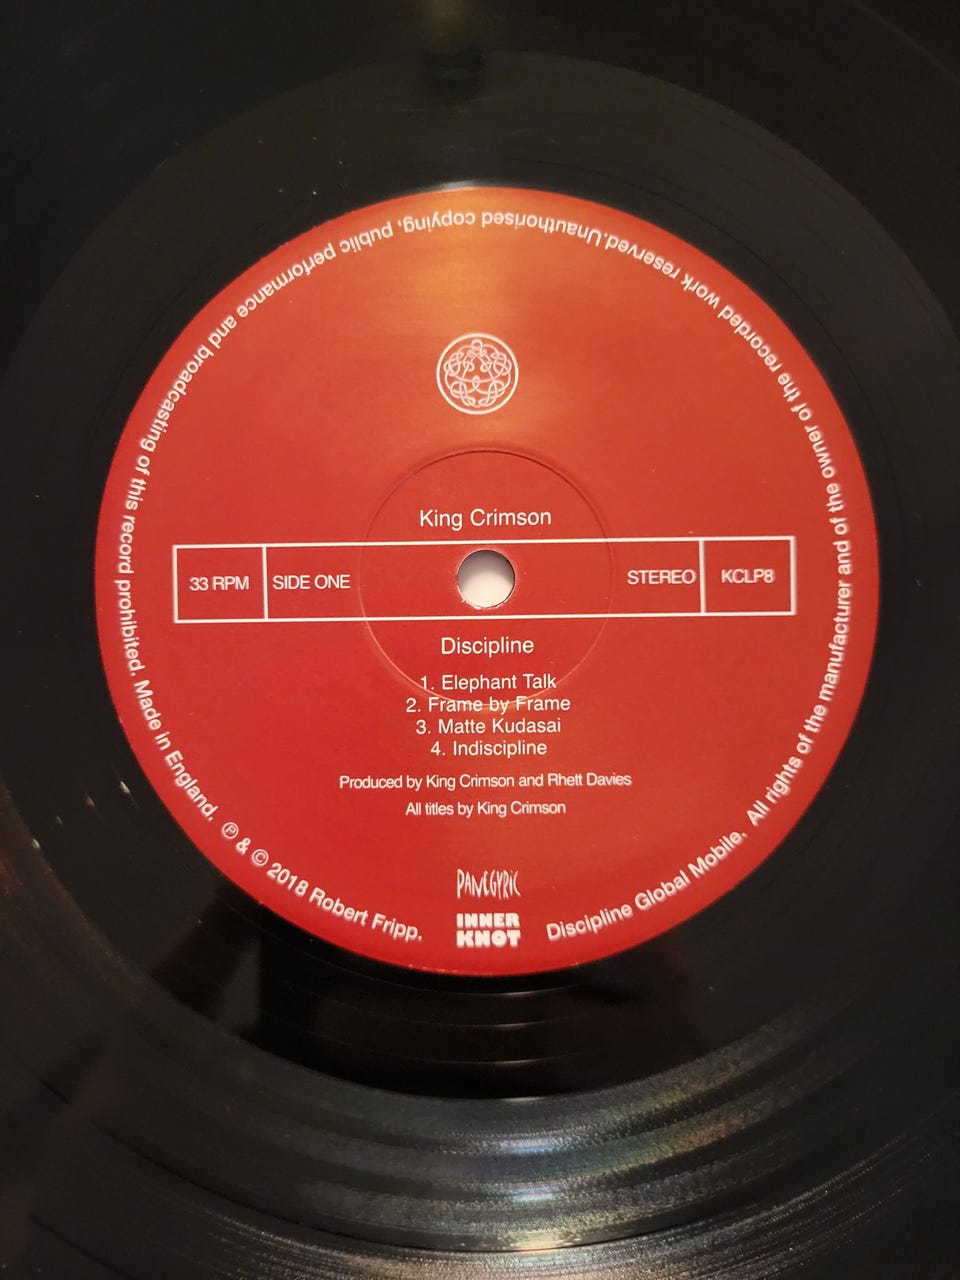 King Crimson
33 RPM SIDE ONE STEREO KCLP8
Discipline
1. Elephant Talk
2. Frame by Frame
3. Matte Kudasai
4. Indiscipline
Produced by King Crimson and Rhett Davies
All titles by King Crimson
PANEGYRIC
INNER
KNOT
Discipline Global Mobile. All rights of the manufacturer and of the owner of the recorded work reserved.Unauthorised copying, public performance and broadcasting of this record prohibited. Made in England. ℗ & © 2018 Robert Fripp.